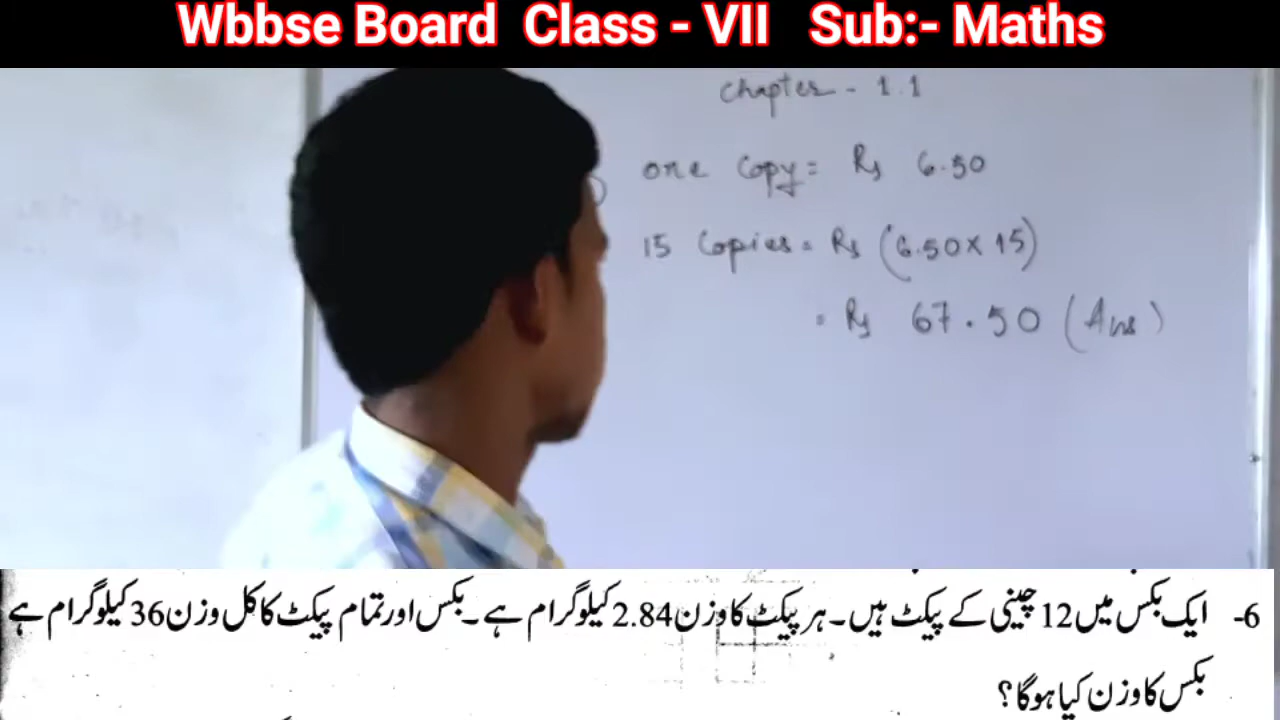 Wbbse Board Class - VII Sub:- Maths
Chapter - 1.1
one Copy = Rs 6.50
15 Copies = Rs (6.50 x 15)
= Rs 67.50 (Ans)
6- ایک بکس میں 12 چینی کے پیکٹ ہیں۔ ہر پیکٹ کا وزن 2.84 کیلوگرام ہے۔ بکس اور تمام پیکٹ کا کل وزن 36 کیلوگرام ہے
بکس کا وزن کیا ہوگا؟